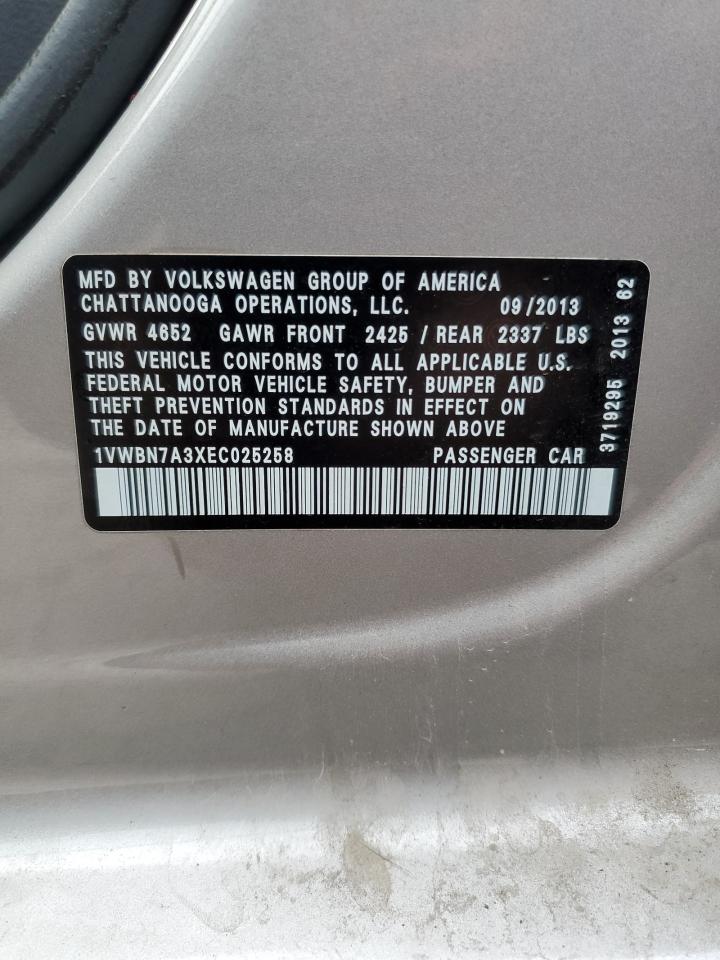 MFD BY VOLKSWAGEN GROUP OF AMERICA
CHATTANOOGA OPERATIONS, LLC. 09/2013
GVWR 4652 GAWR FRONT 2425 / REAR 2337 LBS
THIS VEHICLE CONFORMS TO ALL APPLICABLE U.S.
FEDERAL MOTOR VEHICLE SAFETY, BUMPER AND
THEFT PREVENTION STANDARDS IN EFFECT ON
THE DATE OF MANUFACTURE SHOWN ABOVE
1VWBN7A3XEC025258 PASSENGER CAR
3719295 2013 62